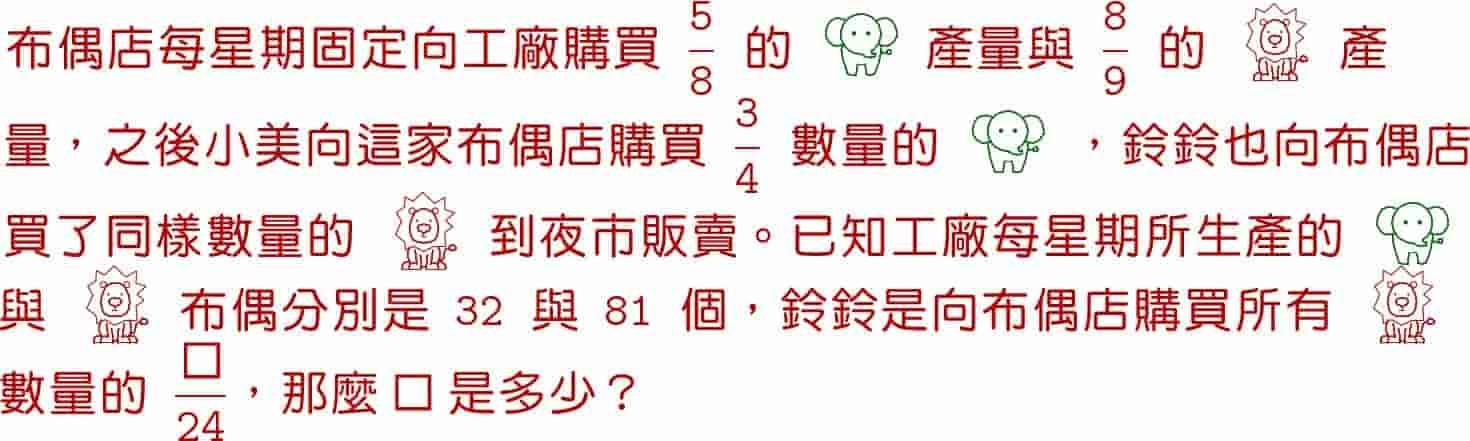 布偶店每星期固定向工廠購買 5/8 的 產量與 8/9 的 產
量,之後小美向這家布偶店購買 3/4 數量的 ,鈴鈴也向布偶店
買了同樣數量的 到夜市販賣。已知工廠每星期所生產的
與 布偶分別是 32 與 81 個,鈴鈴是向布偶店購買所有
數量的 □/24,那麼 □ 是多少?